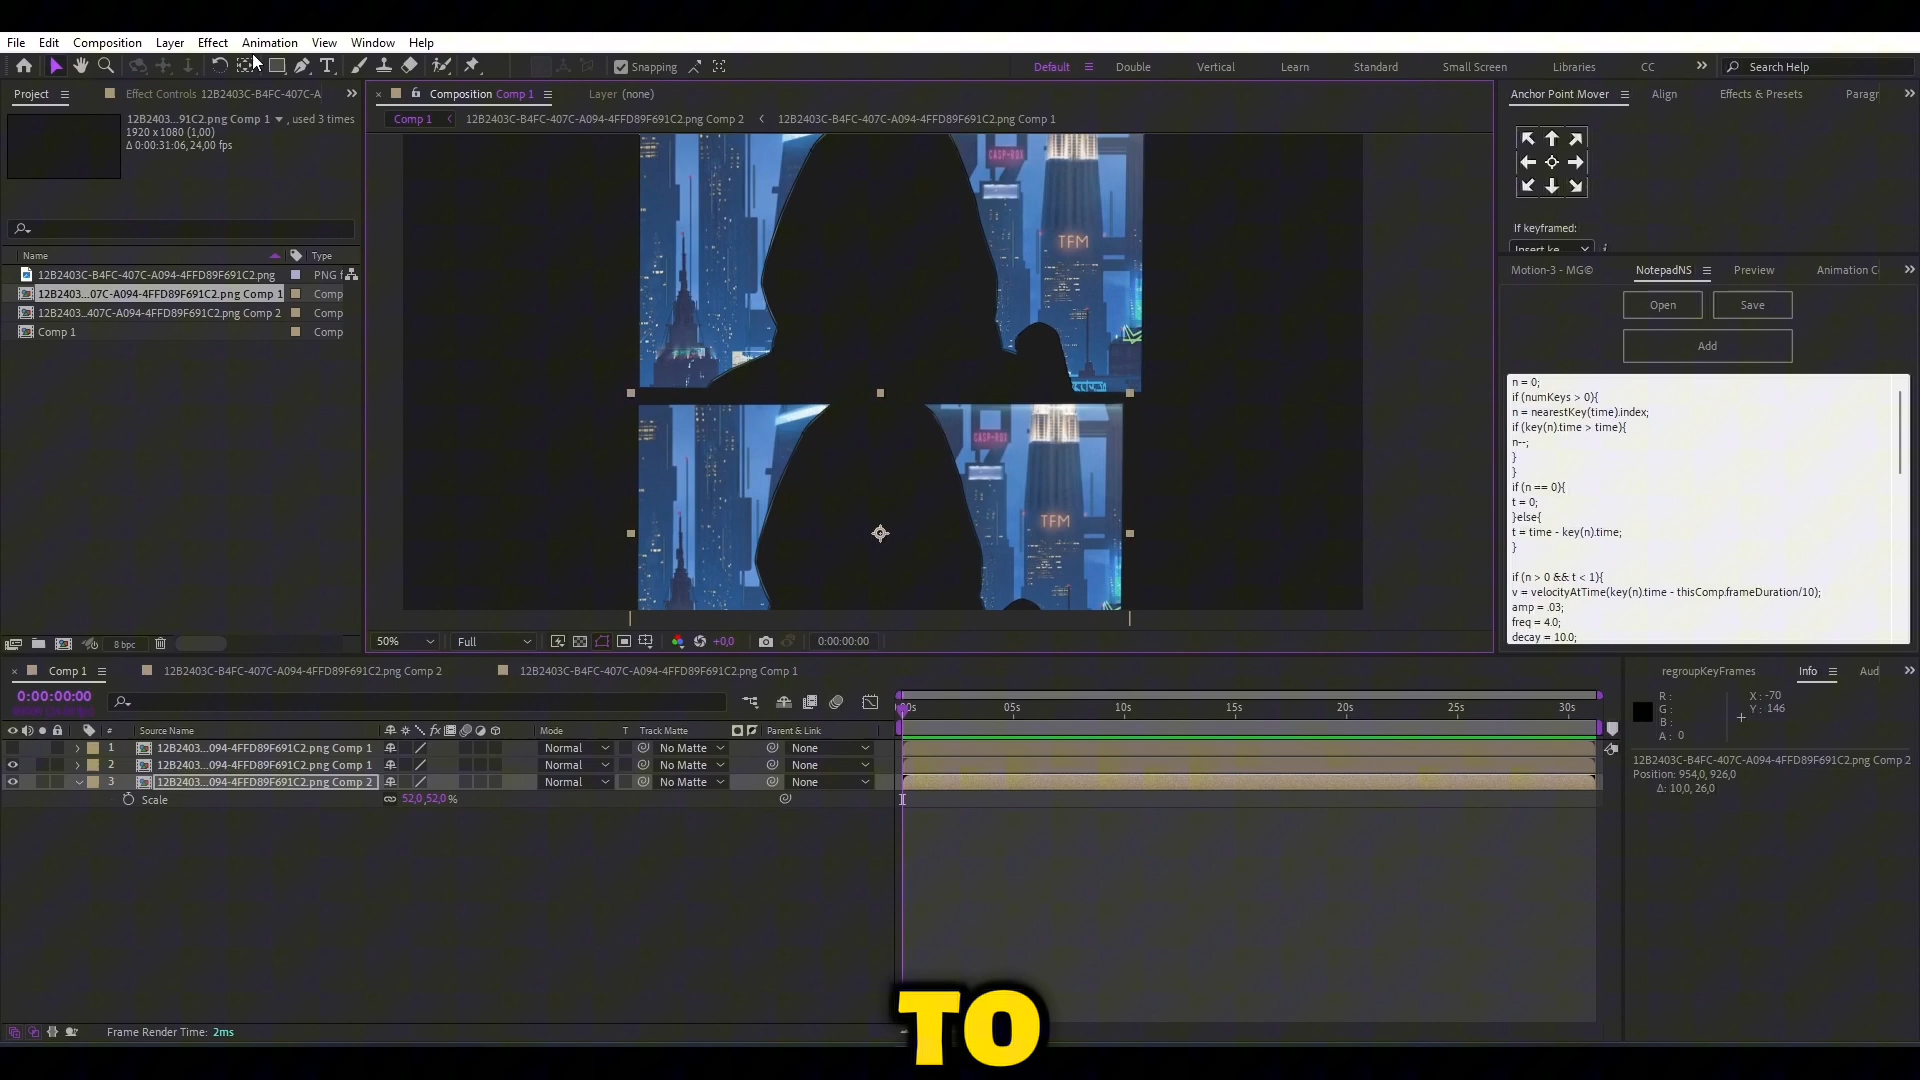 File Edit Composition Layer Effect Animation View Window Help
Snapping
Default Double Vertical Learn Standard Small Screen Libraries CC Search Help
Project Effect Controls 12B2403C-B4FC-407C-A
Composition Comp 1 Layer (none)
Anchor Point Mover Align Effects & Presets Paragr
12B2403...91C2.png Comp 1 , used 3 times
1920 x 1080 (1,00)
Δ 0:00:31:06, 24,00 fps
Comp 1 12B2403C-B4FC-407C-A094-4FFD89F691C2.png Comp 2 12B2403C-B4FC-407C-A094-4FFD89F691C2.png Comp 1
CASP-ROX
TFM
CASP-ROX
TFM
If keyframed:
Insert ke
Name Type
12B2403C-B4FC-407C-A094-4FFD89F691C2.png PNG f
12B2403...07C-A094-4FFD89F691C2.png Comp 1 Comp
12B2403...407C-A094-4FFD89F691C2.png Comp 2 Comp
Comp 1 Comp
Motion-3 - MG© NotepadNS Preview Animation C
Open Save
Add
n = 0;
if (numKeys > 0){
n = nearestKey(time).index;
if (key(n).time > time){
n--;
}
}
if (n == 0){
t = 0;
}else{
t = time - key(n).time;
}
if (n > 0 && t < 1){
v = velocityAtTime(key(n).time - thisComp.frameDuration/10);
amp = .03;
freq = 4.0;
decay = 10.0;
8 bpc
50% Full +0,0 0:00:00:00
Comp 1 12B2403C-B4FC-407C-A094-4FFD89F691C2.png Comp 2 12B2403C-B4FC-407C-A094-4FFD89F691C2.png Comp 1
0:00:00:00
00s 05s 10s 15s 20s 25s 30s
# Source Name Mode T Track Matte Parent & Link
1 12B2403...094-4FFD89F691C2.png Comp 1 Normal No Matte None
2 12B2403...094-4FFD89F691C2.png Comp 1 Normal No Matte None
3 12B2403...094-4FFD89F691C2.png Comp 2 Normal No Matte None
Scale 52,0,52,0 %
regroupKeyFrames Info Aud
R :
G :
B :
A : 0
X : -70
Y : 146
12B2403C-B4FC-407C-A094-4FFD89F691C2.png Comp 2
Position: 954,0, 926,0
Δ: 10,0, 26,0
Frame Render Time: 2ms
TO